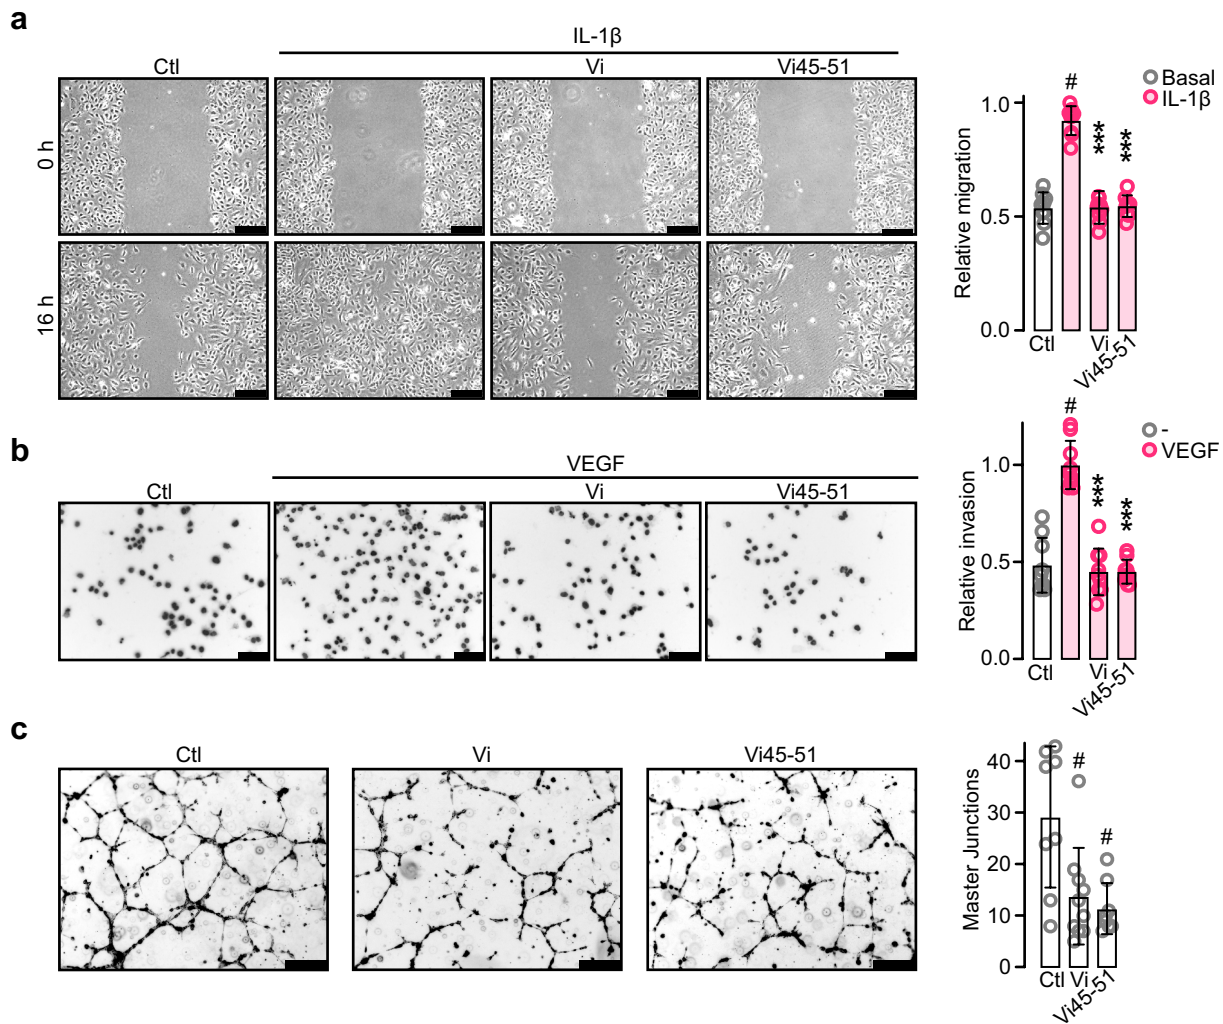 a
IL-1β
Ctl
Vi
Vi45-51
0 h
16 h
Relative migration
1.0
0.5
0.0
#
***
***
Basal
IL-1β
Ctl
Vi
Vi45-51
b
VEGF
Ctl
Vi
Vi45-51
Relative invasion
1.0
0.5
0.0
#
***
***
-
VEGF
Ctl
Vi
Vi45-51
c
Ctl
Vi
Vi45-51
Master Junctions
40
30
20
10
0
#
#
Ctl
Vi
Vi45-51